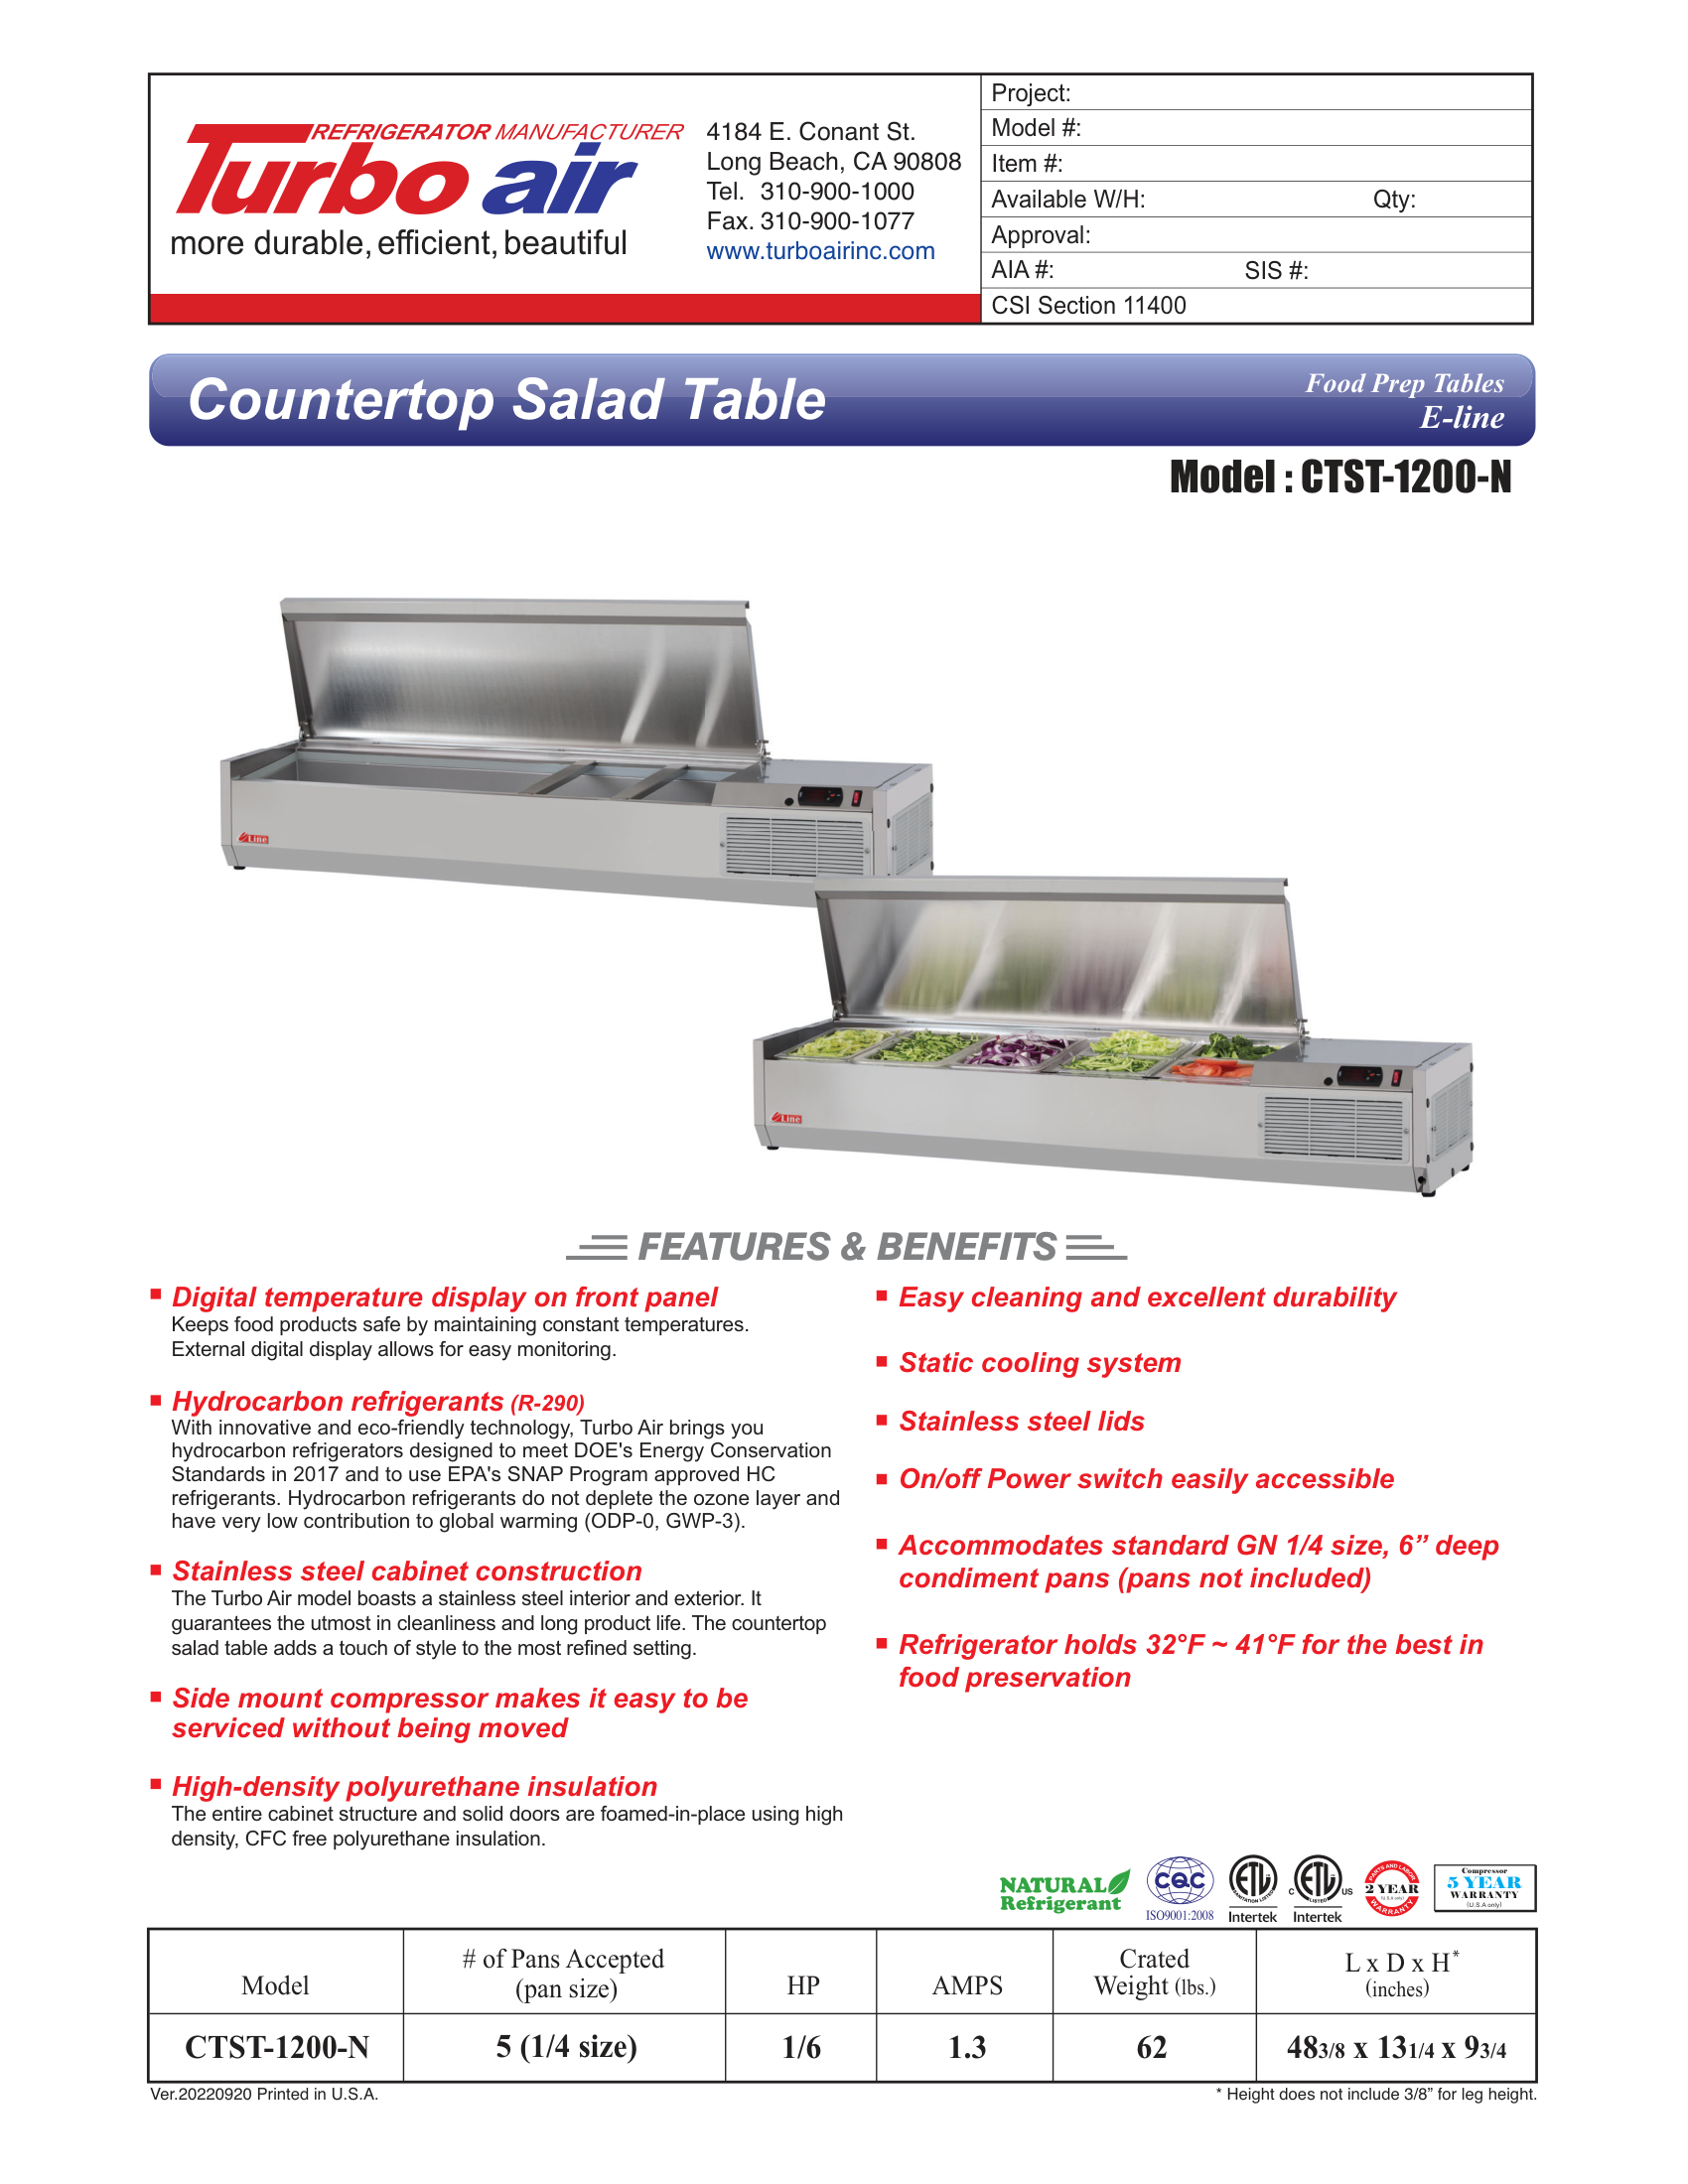 REFRIGERATOR MANUFACTURER
Turbo air
more durable, efficient, beautiful
4184 E. Conant St.
Long Beach, CA 90808
Tel. 310-900-1000
Fax. 310-900-1077
www.turboairinc.com
Project:
Model #:
Item #:
Available W/H: Qty:
Approval:
AIA #: SIS #:
CSI Section 11400
Countertop Salad Table
Food Prep Tables
E-line
Model : CTST-1200-N
Line
Line
FEATURES & BENEFITS
Digital temperature display on front panel
Keeps food products safe by maintaining constant temperatures.
External digital display allows for easy monitoring.
Hydrocarbon refrigerants (R-290)
With innovative and eco-friendly technology, Turbo Air brings you
hydrocarbon refrigerators designed to meet DOE's Energy Conservation
Standards in 2017 and to use EPA's SNAP Program approved HC
refrigerants. Hydrocarbon refrigerants do not deplete the ozone layer and
have very low contribution to global warming (ODP-0, GWP-3).
Stainless steel cabinet construction
The Turbo Air model boasts a stainless steel interior and exterior. It
guarantees the utmost in cleanliness and long product life. The countertop
salad table adds a touch of style to the most refined setting.
Side mount compressor makes it easy to be
serviced without being moved
High-density polyurethane insulation
The entire cabinet structure and solid doors are foamed-in-place using high
density, CFC free polyurethane insulation.
Easy cleaning and excellent durability
Static cooling system
Stainless steel lids
On/off Power switch easily accessible
Accommodates standard GN 1/4 size, 6” deep
condiment pans (pans not included)
Refrigerator holds 32°F ~ 41°F for the best in
food preservation
NATURAL
Refrigerant
CQC
ISO9001:2008
ETL
SANITATION LISTED
Intertek
C ETL US
LISTED
Intertek
PARTS AND LABOR
2 YEAR
(U.S.A only)
WARRANTY
Compressor
5 YEAR
WARRANTY
(U.S.A only)
Model # of Pans Accepted (pan size) HP AMPS Crated Weight (lbs.) L x D x H* (inches)
CTST-1200-N 5 (1/4 size) 1/6 1.3 62 48 3/8 x 13 1/4 x 9 3/4
Ver.20220920 Printed in U.S.A.
* Height does not include 3/8” for leg height.